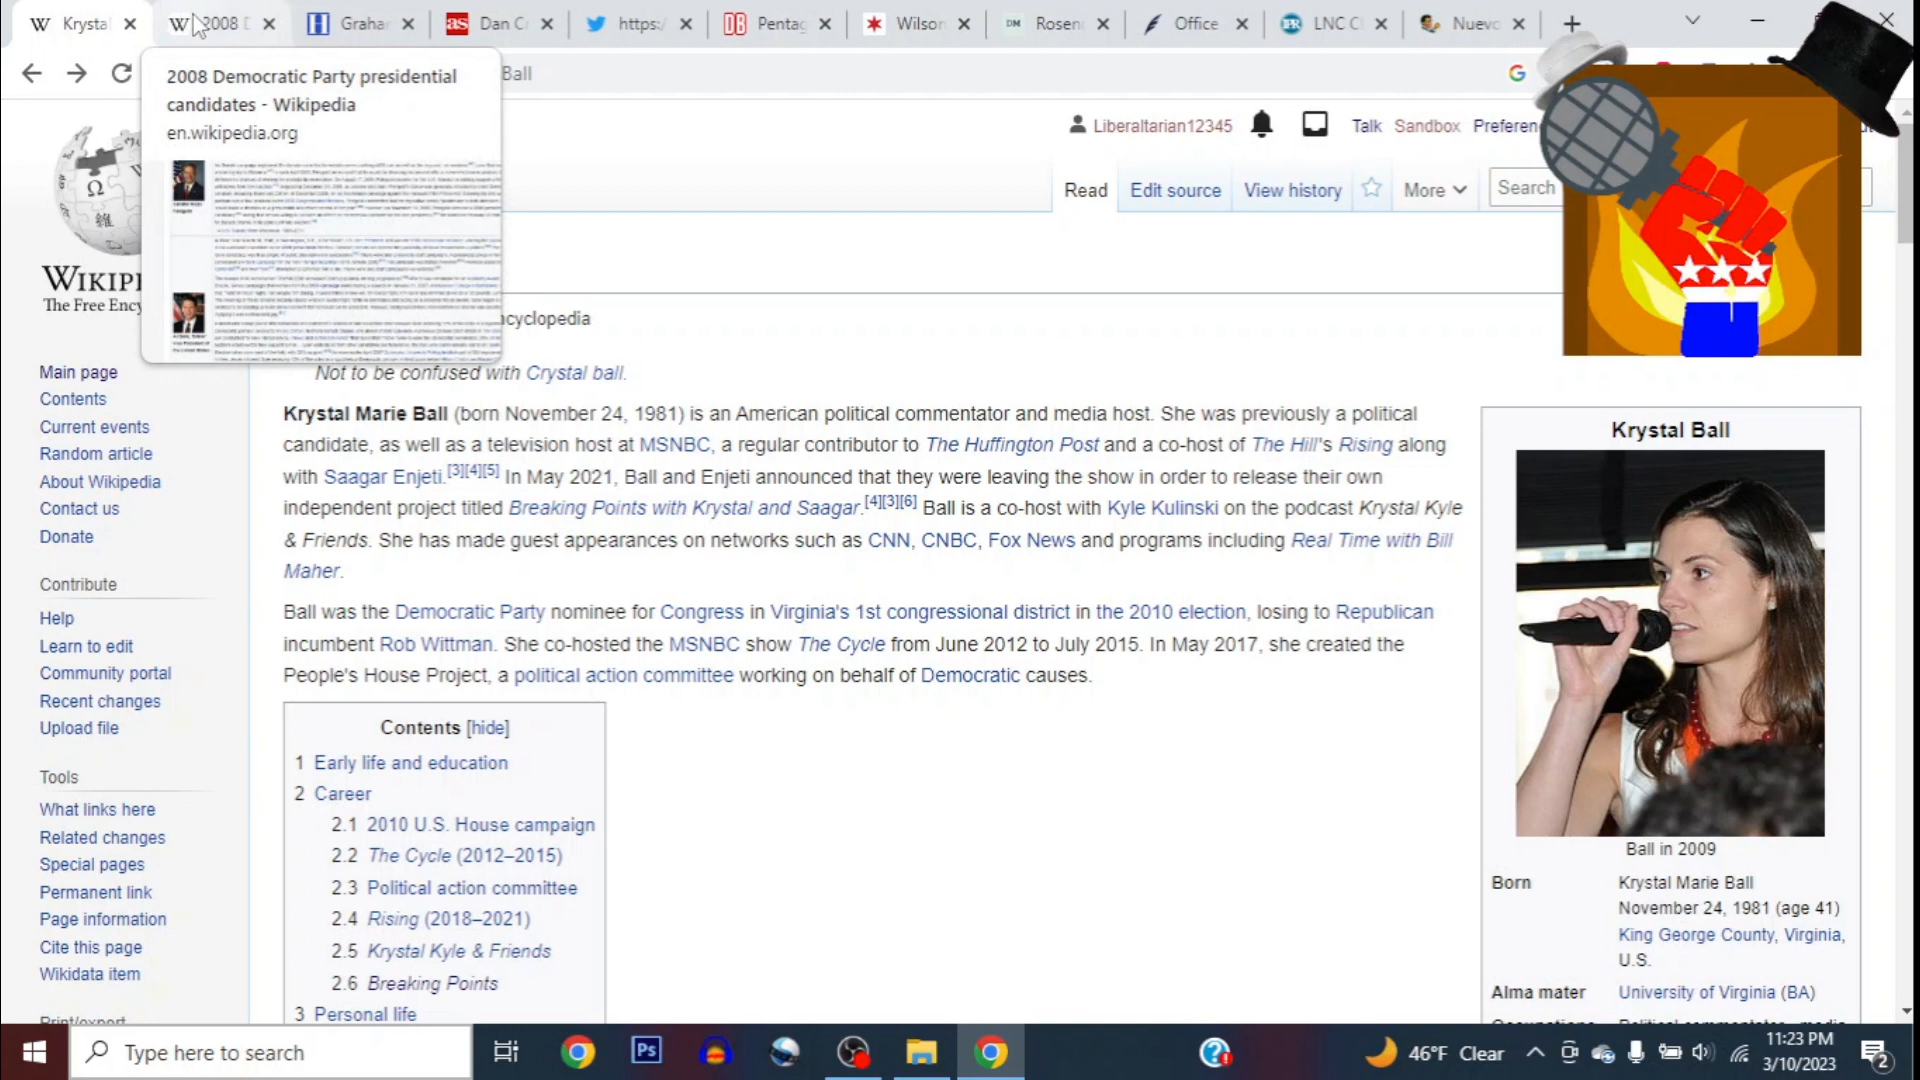 Krystal
2008 D
Graha
Dan C
https:/
Pentag
Wilson
Rosen
Office
LNC C
Nuevo
2008 Democratic Party presidential
candidates - Wikipedia
en.wikipedia.org
Ball
Liberaltarian12345
Talk
Sandbox
Preferen
Read
Edit source
View history
More
Search
WIKIP
The Free Ency
cyclopedia
Not to be confused with Crystal ball.
Krystal Marie Ball (born November 24, 1981) is an American political commentator and media host. She was previously a political
candidate, as well as a television host at MSNBC, a regular contributor to The Huffington Post and a co-host of The Hill's Rising along
with Saagar Enjeti.[3][4][5] In May 2021, Ball and Enjeti announced that they were leaving the show in order to release their own
independent project titled Breaking Points with Krystal and Saagar.[4][3][6] Ball is a co-host with Kyle Kulinski on the podcast Krystal Kyle
& Friends. She has made guest appearances on networks such as CNN, CNBC, Fox News and programs including Real Time with Bill
Maher.
Ball was the Democratic Party nominee for Congress in Virginia's 1st congressional district in the 2010 election, losing to Republican
incumbent Rob Wittman. She co-hosted the MSNBC show The Cycle from June 2012 to July 2015. In May 2017, she created the
People's House Project, a political action committee working on behalf of Democratic causes.
Main page
Contents
Current events
Random article
About Wikipedia
Contact us
Donate
Contribute
Help
Learn to edit
Community portal
Recent changes
Upload file
Tools
What links here
Related changes
Special pages
Permanent link
Page information
Cite this page
Wikidata item
Print/export
Contents [hide]
1 Early life and education
2 Career
2.1 2010 U.S. House campaign
2.2 The Cycle (2012–2015)
2.3 Political action committee
2.4 Rising (2018–2021)
2.5 Krystal Kyle & Friends
2.6 Breaking Points
3 Personal life
Krystal Ball
Ball in 2009
Born
Krystal Marie Ball
November 24, 1981 (age 41)
King George County, Virginia,
U.S.
Alma mater
University of Virginia (BA)
Type here to search
Ps
46°F Clear
11:23 PM
3/10/2023
2